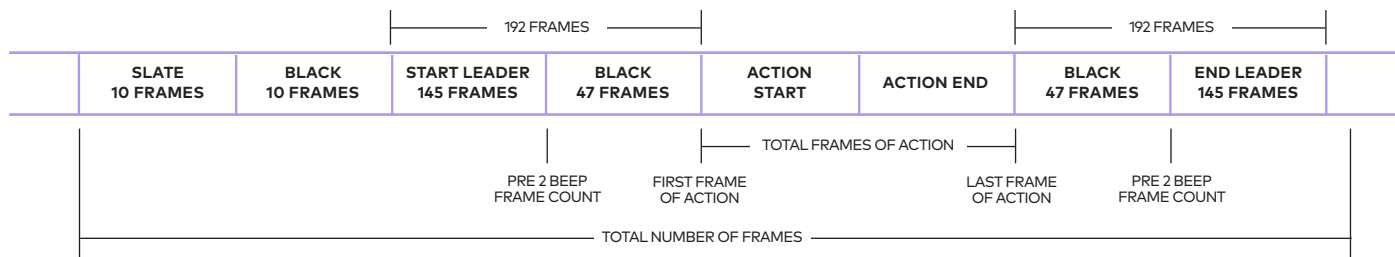 192 FRAMES
192 FRAMES
SLATE
10 FRAMES
BLACK
10 FRAMES
START LEADER
145 FRAMES
BLACK
47 FRAMES
ACTION
START
ACTION END
BLACK
47 FRAMES
END LEADER
145 FRAMES
TOTAL FRAMES OF ACTION
PRE 2 BEEP
FRAME COUNT
FIRST FRAME
OF ACTION
LAST FRAME
OF ACTION
PRE 2 BEEP
FRAME COUNT
TOTAL NUMBER OF FRAMES